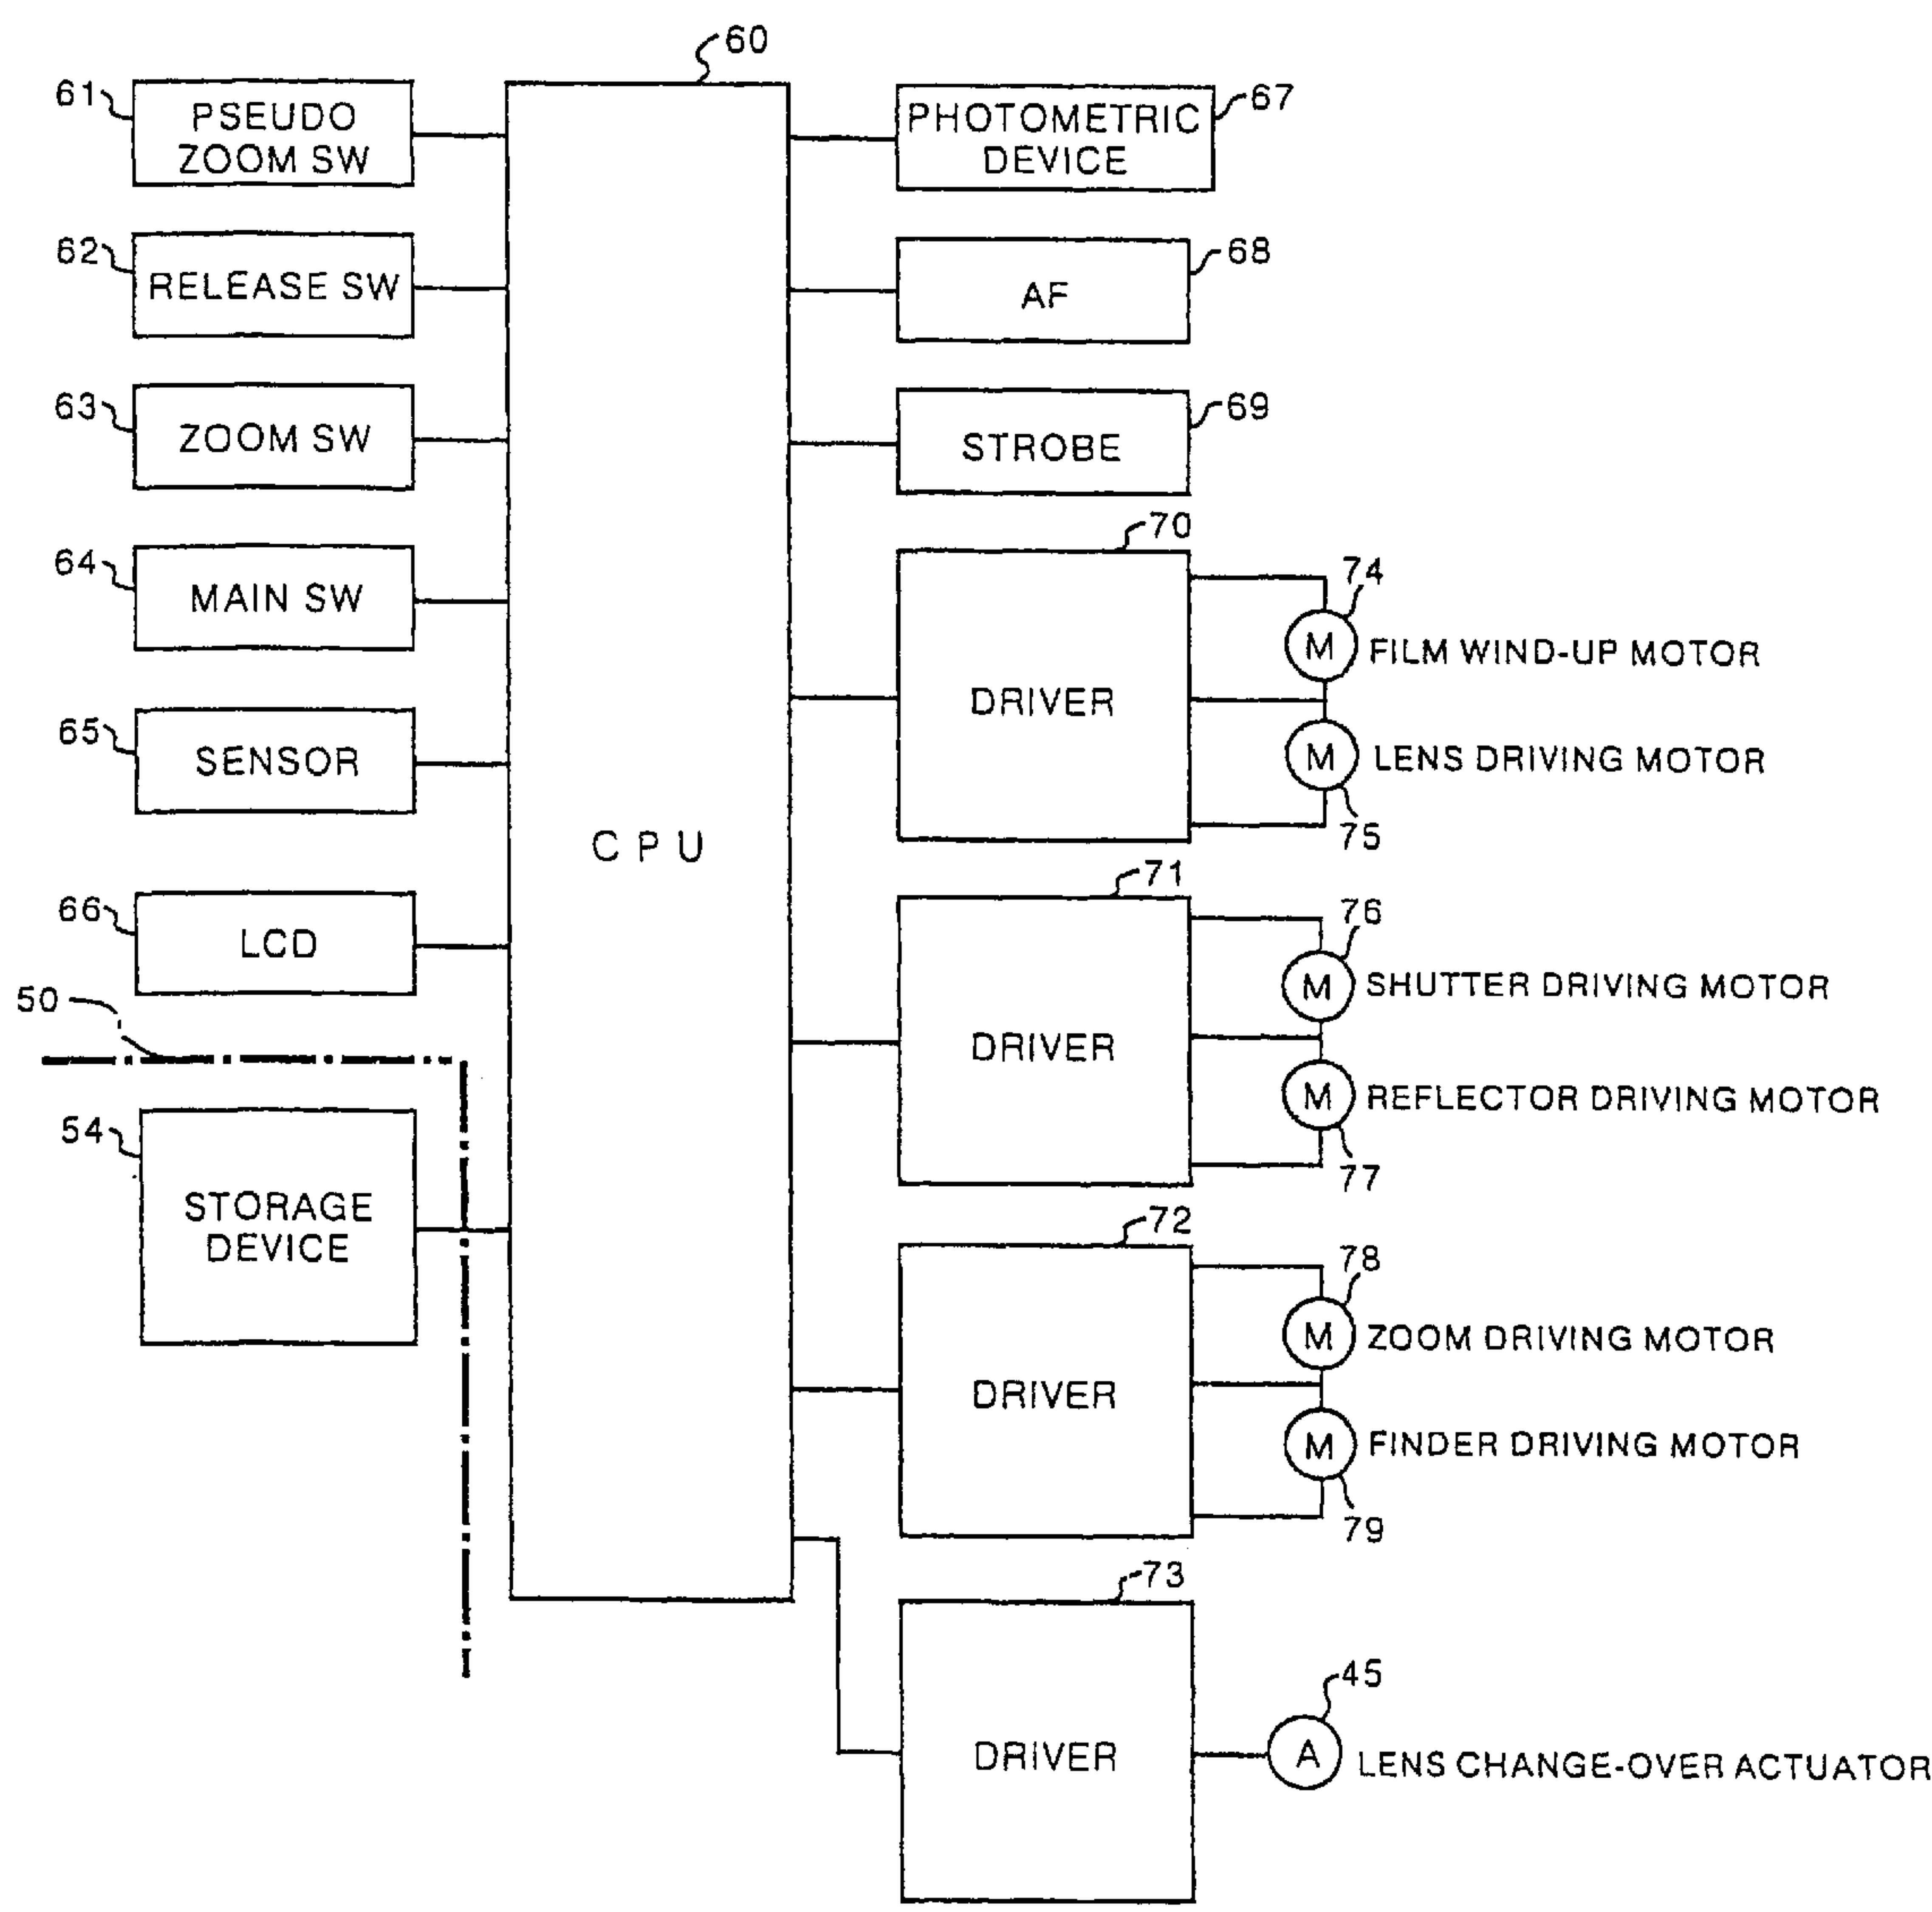 60
61
PSEUDO
ZOOM SW
62
RELEASE SW
63
ZOOM SW
64
MAIN SW
65
SENSOR
66
LCD
50
54
STORAGE
DEVICE
C P U
67
PHOTOMETRIC
DEVICE
68
AF
69
STROBE
70
DRIVER
74
M FILM WIND-UP MOTOR
M LENS DRIVING MOTOR
75
71
DRIVER
76
M SHUTTER DRIVING MOTOR
M REFLECTOR DRIVING MOTOR
77
72
DRIVER
78
M ZOOM DRIVING MOTOR
M FINDER DRIVING MOTOR
79
73
DRIVER
45
A LENS CHANGE-OVER ACTUATOR